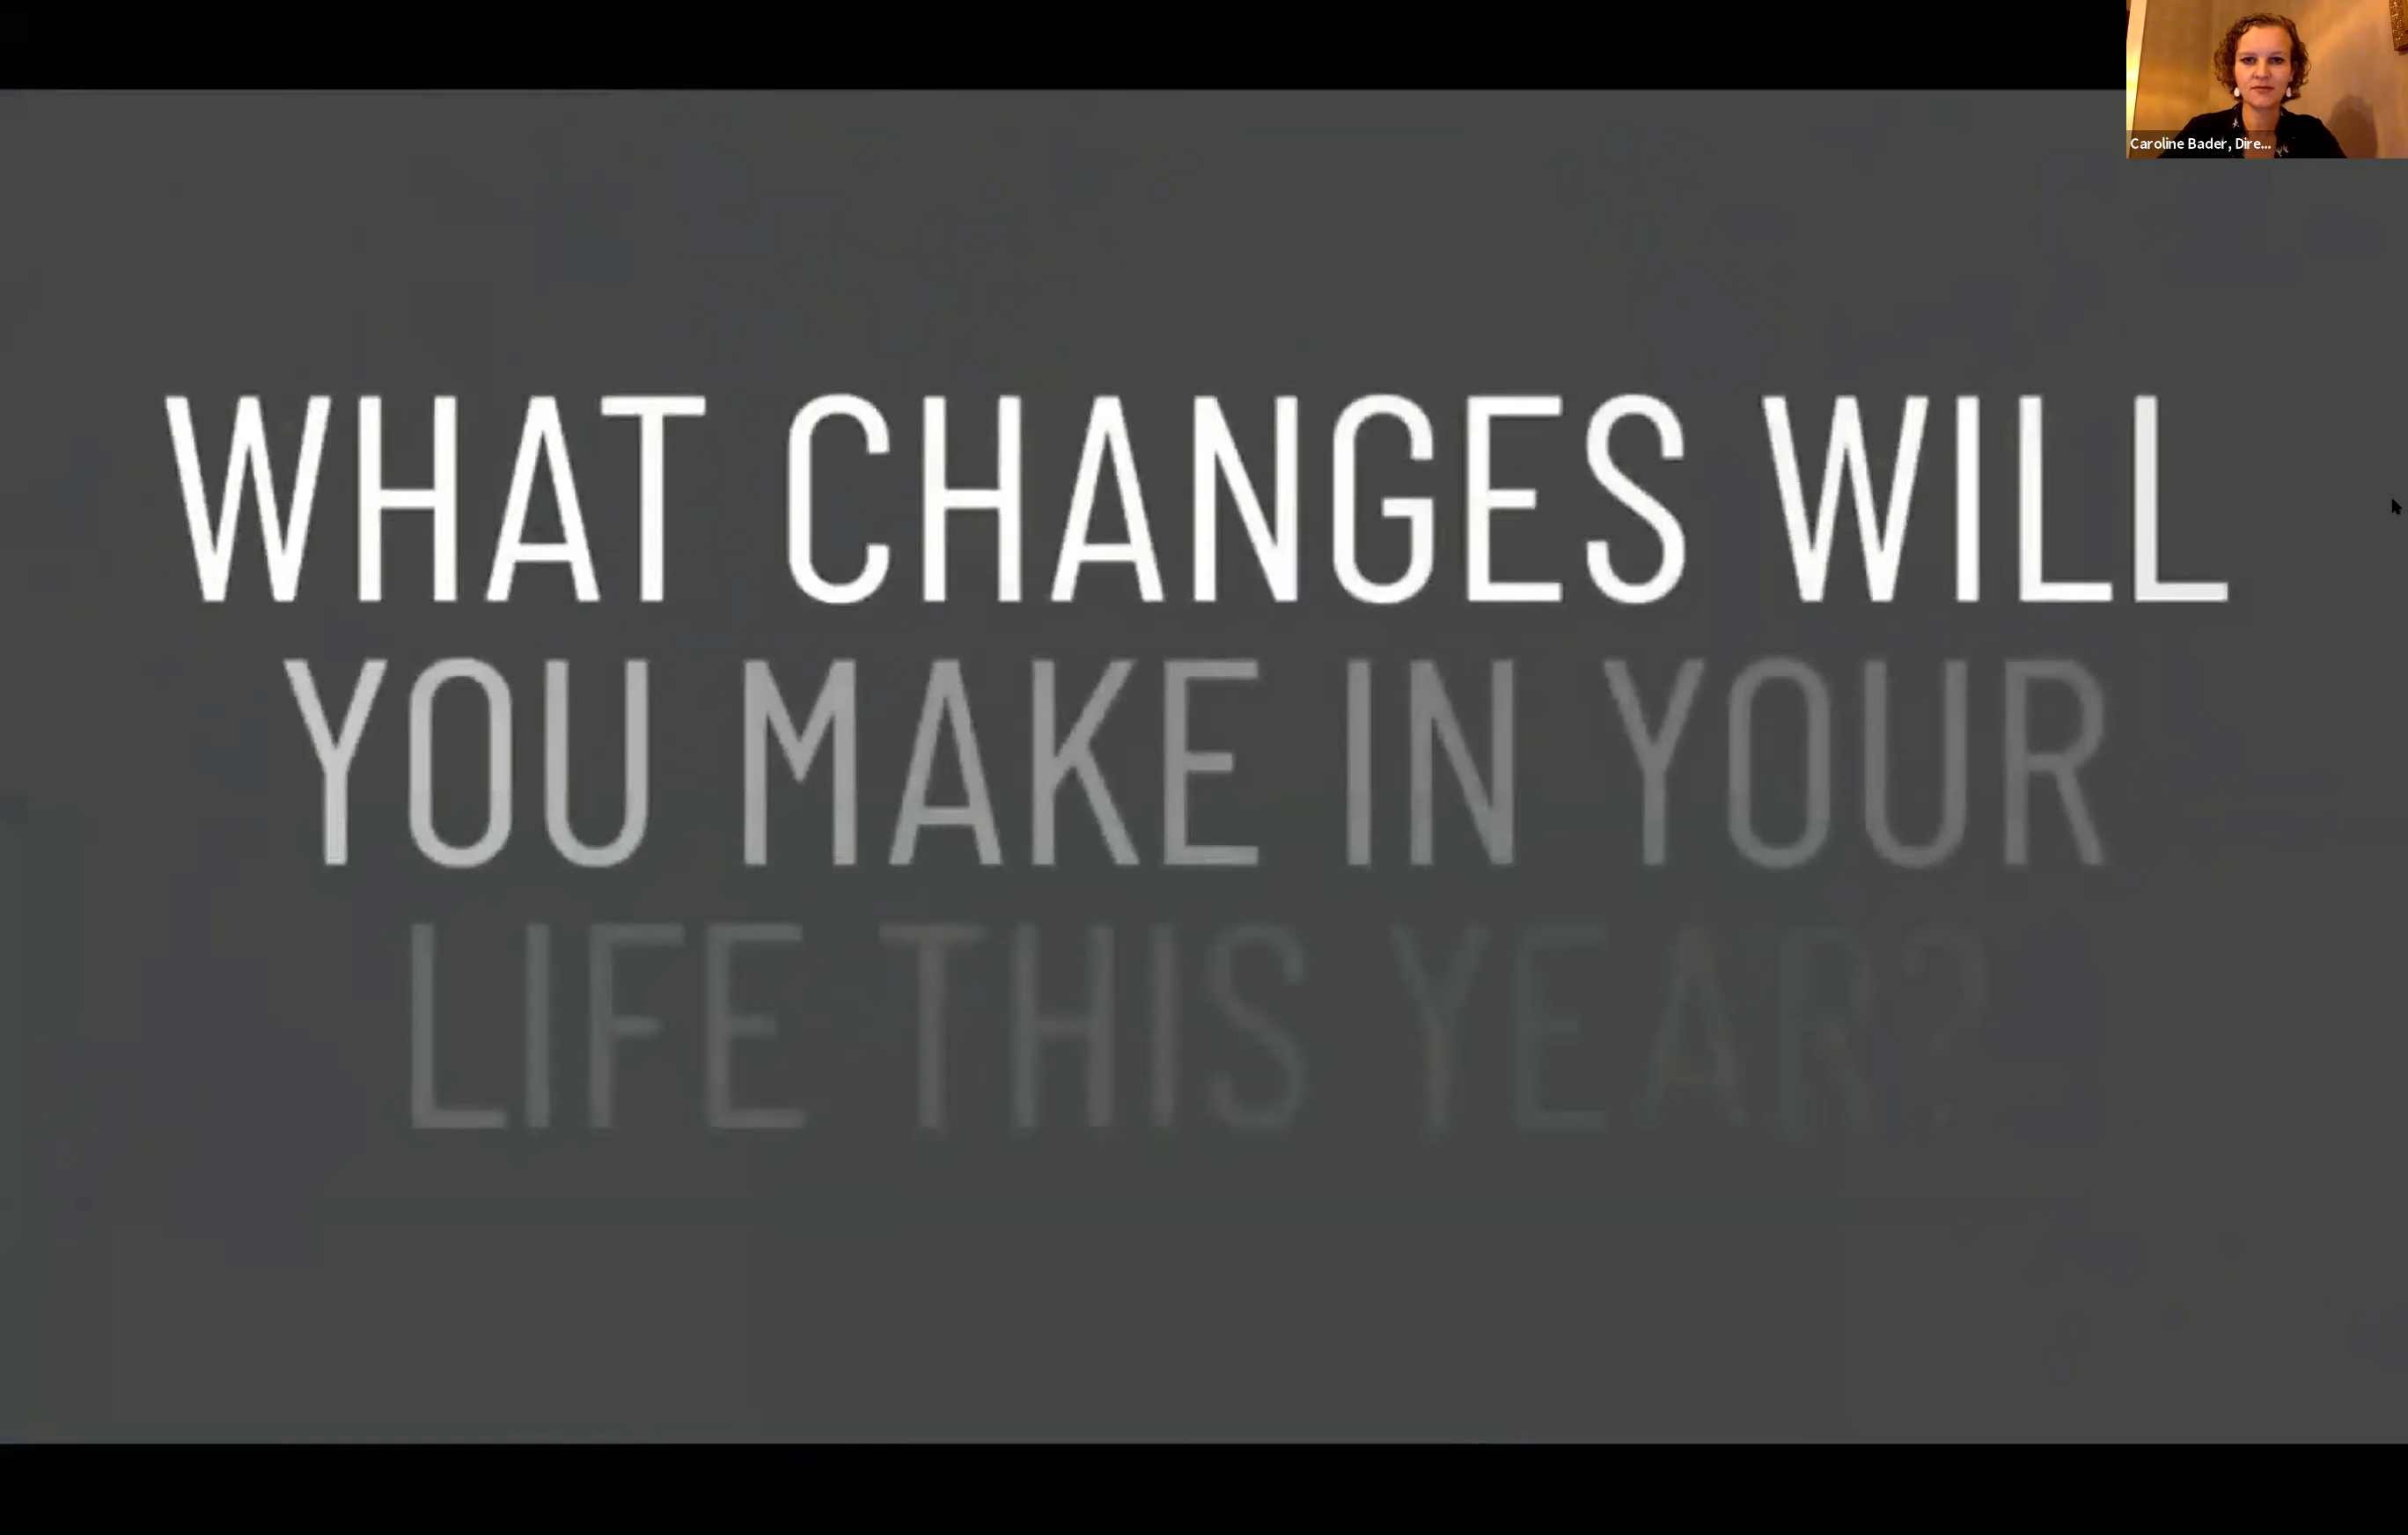 Caroline Bader, Dire...
WHAT CHANGES WILL
YOU MAKE IN YOUR
LIFE THIS YEAR?